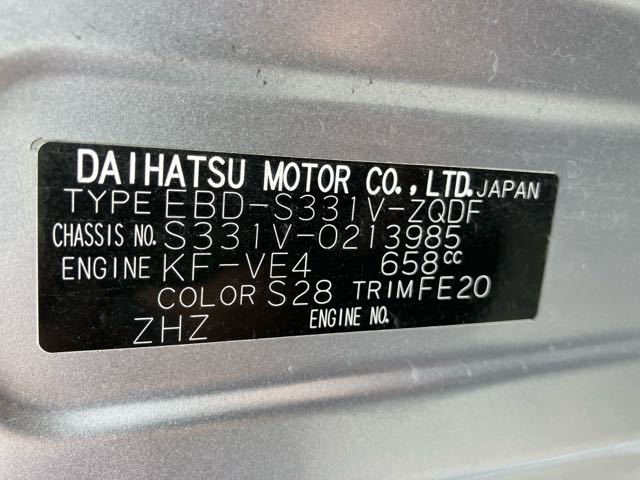 DAIHATSU MOTOR CO., LTD. JAPAN
TYPE EBD-S331V-ZQDF
CHASSIS NO. S331V-0213985
ENGINE KF-VE4 658cc
COLOR S28 TRIM FE20
ZHZ ENGINE NO.